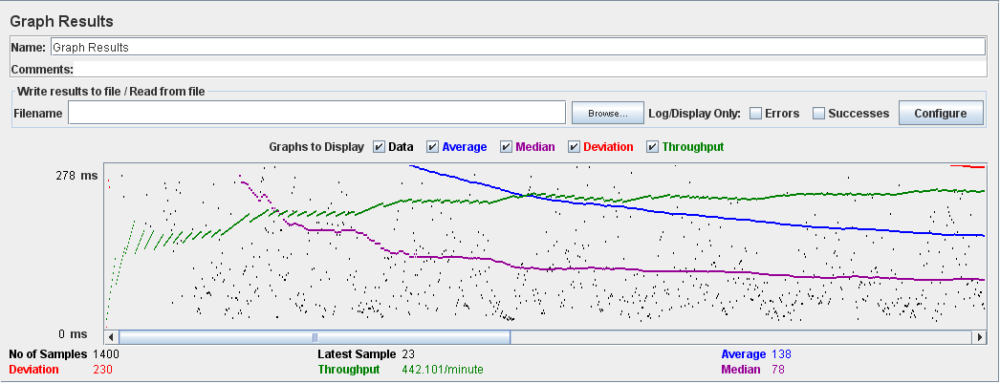 Graph Results
Name: Graph Results
Comments:
Write results to file / Read from file
Filename Browse... Log/Display Only: Errors Successes Configure
Graphs to Display Data Average Median Deviation Throughput
278 ms
0 ms
No of Samples 1400 Latest Sample 23 Average 138
Deviation 230 Throughput 442.101/minute Median 78